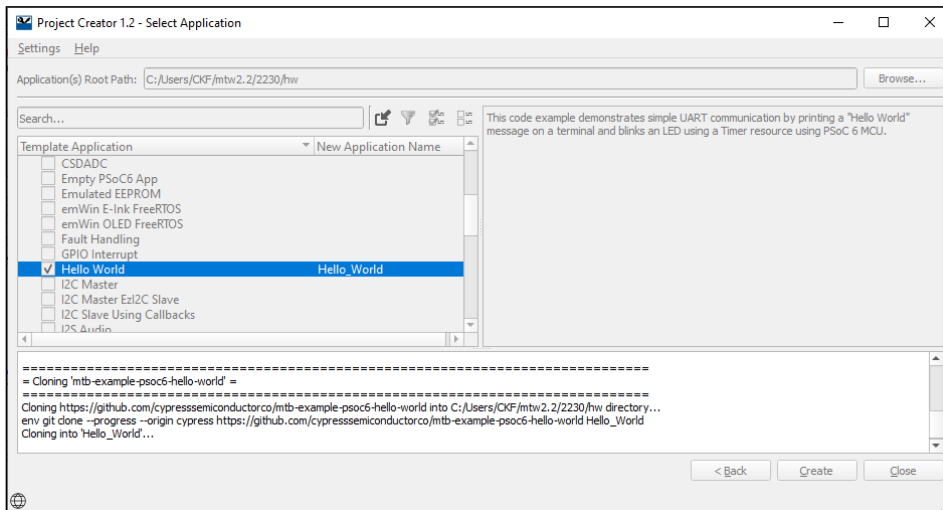 Project Creator 1.2 - Select Application
Settings Help
Application(s) Root Path: C:/Users/CKF/mtw2.2/2230/hw Browse...
Search...
Template Application New Application Name
CSDADC
Empty PSoC6 App
Emulated EEPROM
emWin E-Ink FreeRTOS
emWin OLED FreeRTOS
Fault Handling
GPIO Interrupt
Hello World Hello_World
I2C Master
I2C Master EzI2C Slave
I2C Slave Using Callbacks
I2S Audio
This code example demonstrates simple UART communication by printing a "Hello World"
message on a terminal and blinks an LED using a Timer resource using PSoC 6 MCU.
==============================================================================
= Cloning 'mtb-example-psoc6-hello-world' =
==============================================================================
Cloning https://github.com/cypresssemiconductorco/mtb-example-psoc6-hello-world into C:/Users/CKF/mtw2.2/2230/hw directory...
env git clone --progress --origin cypress https://github.com/cypresssemiconductorco/mtb-example-psoc6-hello-world Hello_World
Cloning into 'Hello_World'...
< Back Create Close